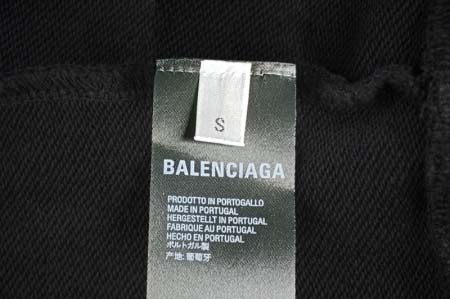 S
BALENCIAGA
PRODOTTO IN PORTOGALLO
MADE IN PORTUGAL
HERGESTELLT IN PORTUGAL
FABRIQUE AU PORTUGAL
HECHO EN PORTUGAL
ポルトガル製
产地: 葡萄牙